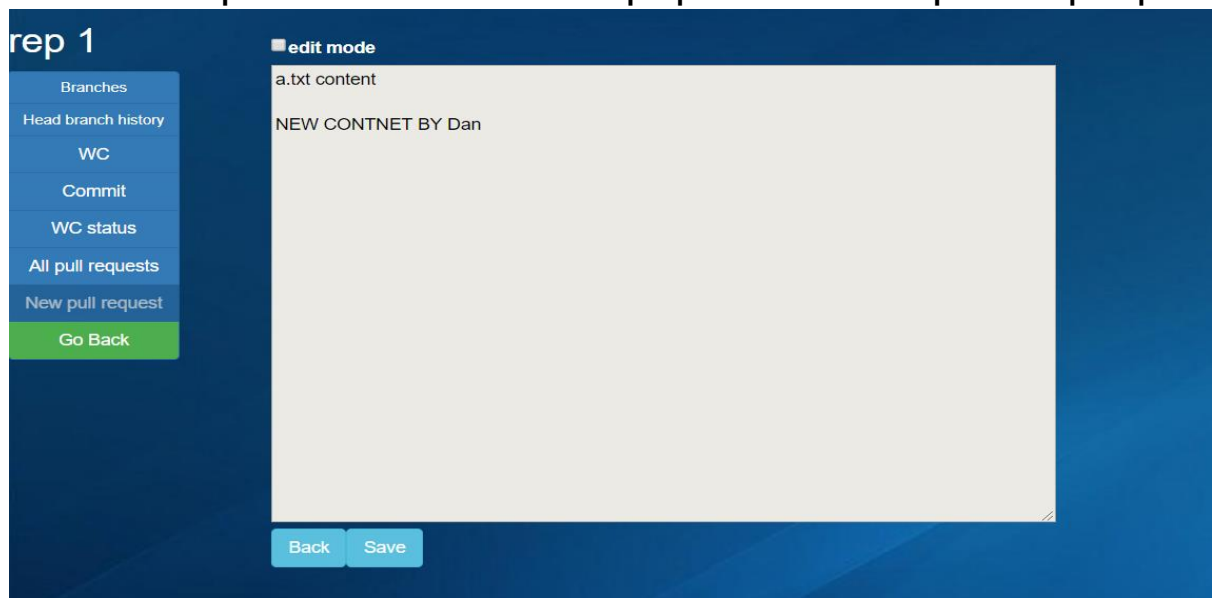 rep 1
Branches
Head branch history
WC
Commit
WC status
All pull requests
New pull request
Go Back
edit mode
a.txt content
NEW CONTNET BY Dan
Back Save